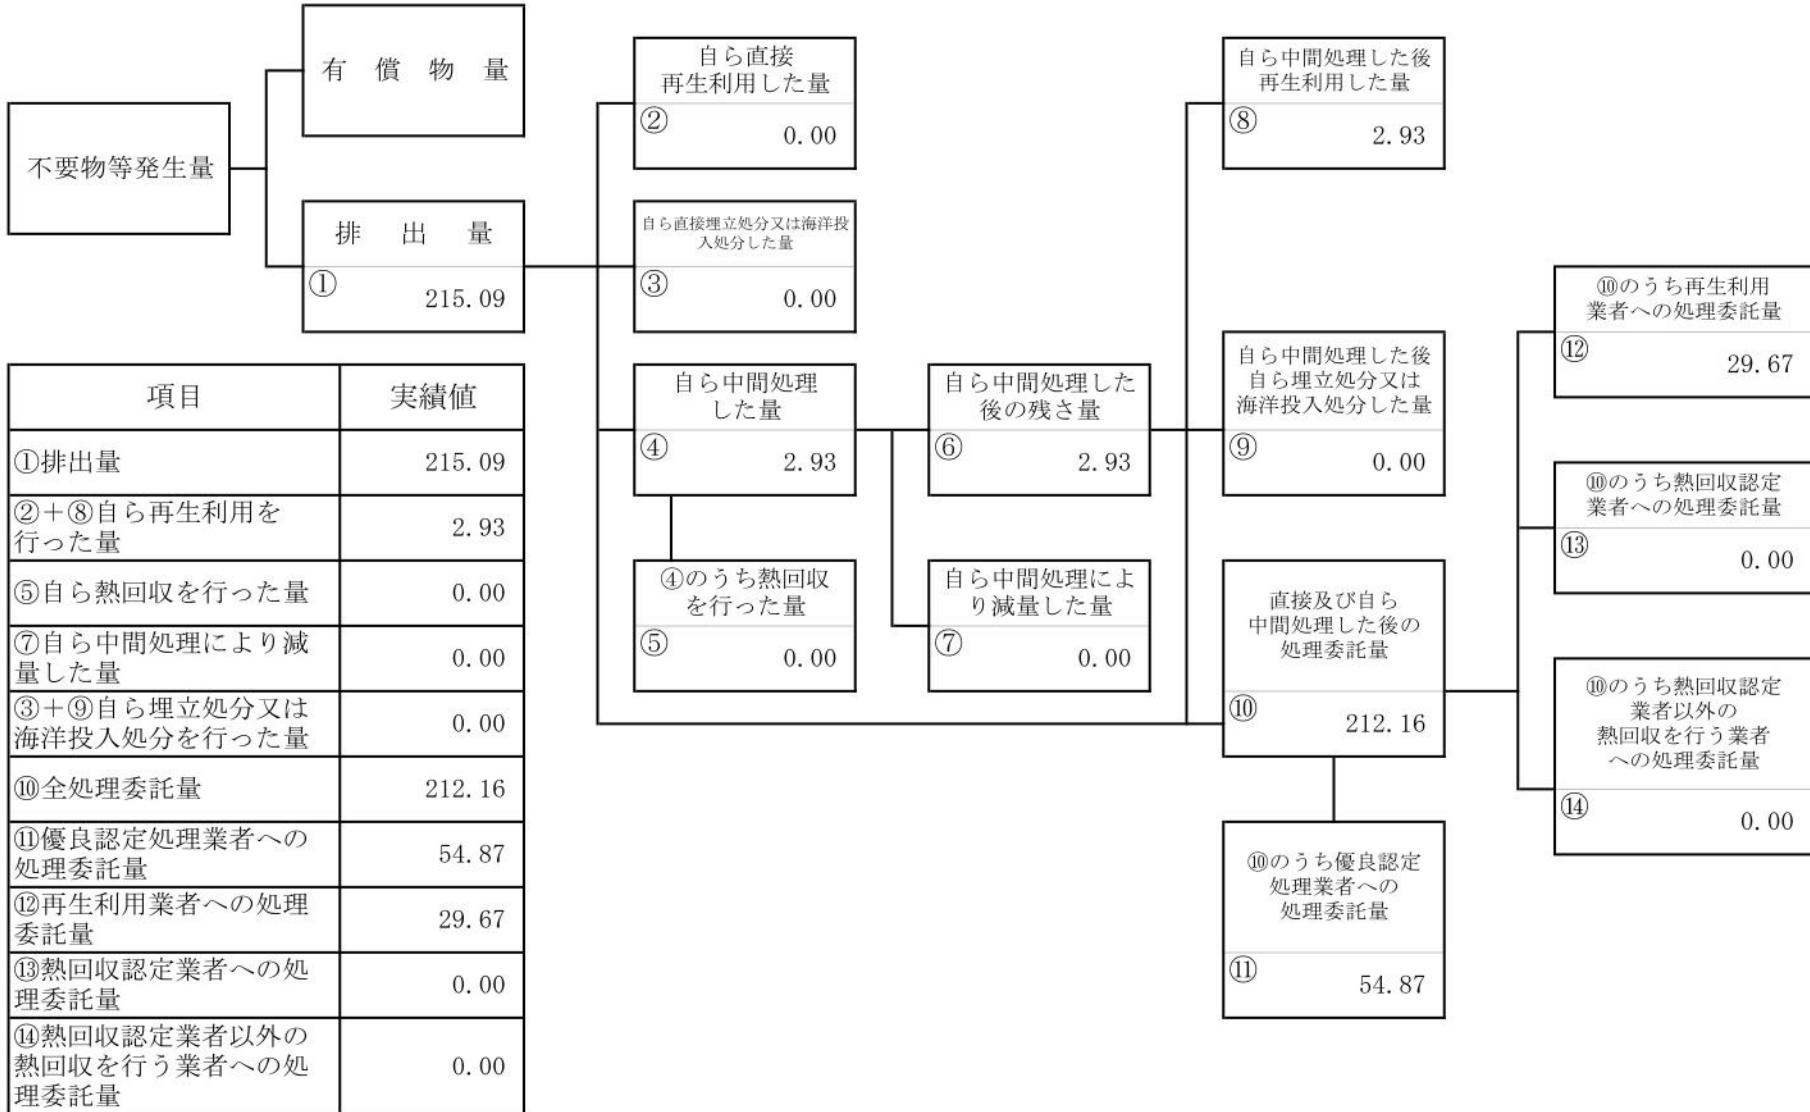 不要物等発生量
有償物量
排出量
①
215.09
自ら直接
再生利用した量
②
0.00
自ら直接埋立処分又は海洋投
入処分した量
③
0.00
自ら中間処理
した量
④
2.93
④のうち熱回収
を行った量
⑤
0.00
自ら中間処理した
後の残さ量
⑥
2.93
自ら中間処理によ
り減量した量
⑦
0.00
自ら中間処理した後
再生利用した量
⑧
2.93
自ら中間処理した後
自ら埋立処分又は
海洋投入処分した量
⑨
0.00
直接及び自ら
中間処理した後の
処理委託量
⑩
212.16
⑩のうち優良認定
処理業者への
処理委託量
⑪
54.87
⑩のうち再生利用
業者への処理委託量
⑫
29.67
⑩のうち熱回収認定
業者への処理委託量
⑬
0.00
⑩のうち熱回収認定
業者以外の
熱回収を行う業者
への処理委託量
⑭
0.00
項目 実績値
①排出量 215.09
②+⑧自ら再生利用を
行った量 2.93
⑤自ら熱回収を行った量 0.00
⑦自ら中間処理により減
量した量 0.00
③+⑨自ら埋立処分又は
海洋投入処分を行った量 0.00
⑩全処理委託量 212.16
⑪優良認定処理業者への
処理委託量 54.87
⑫再生利用業者への処理
委託量 29.67
⑬熱回収認定業者への処
理委託量 0.00
⑭熱回収認定業者以外の
熱回収を行う業者への処
理委託量 0.00